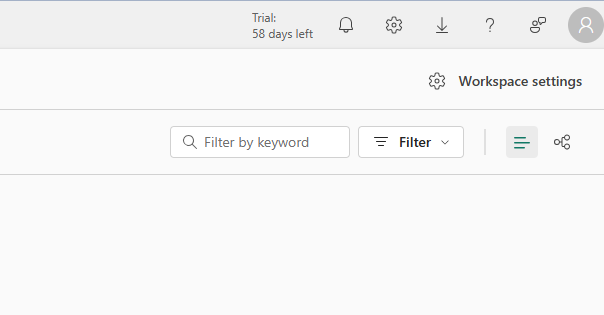 Trial:
58 days left
Workspace settings
Filter by keyword
Filter